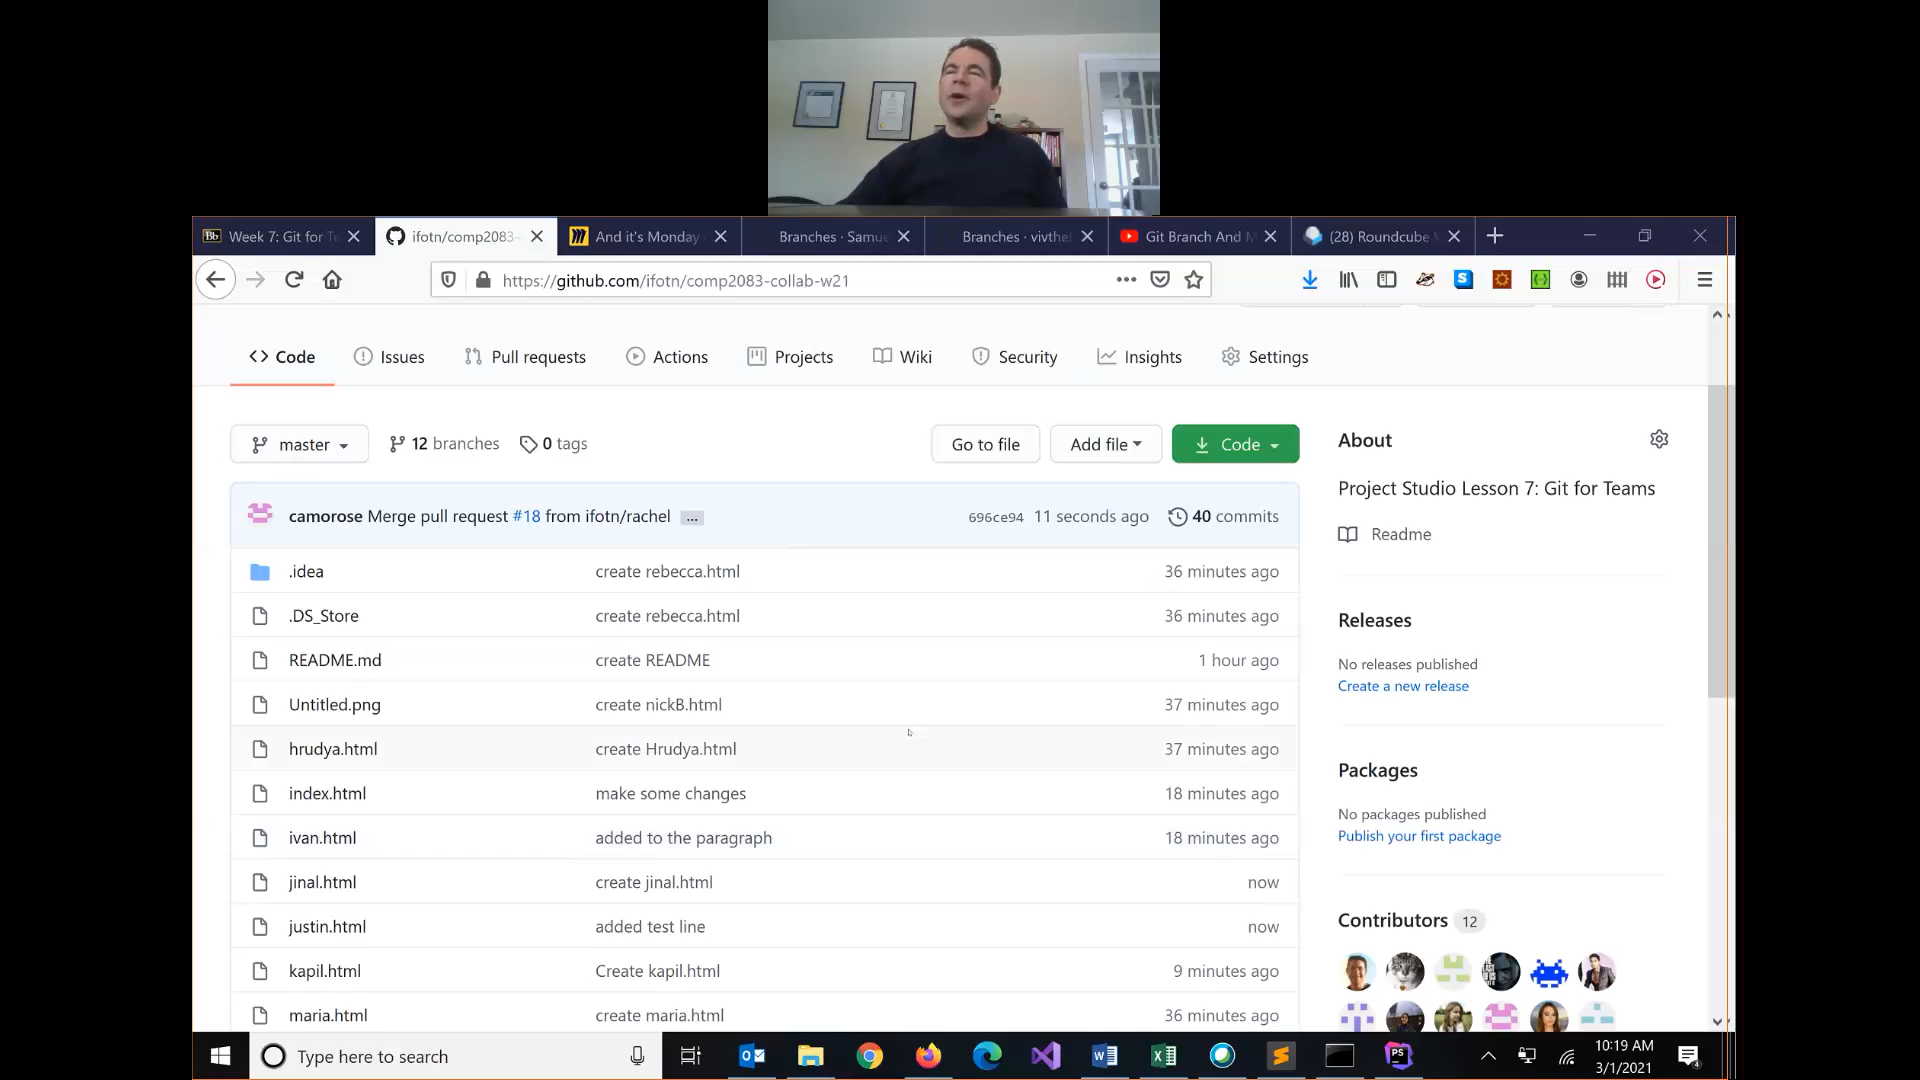 Week 7: Git for Te
ifotn/comp2083-
And it's Monday
Branches · Samue
Branches · vivthel
Git Branch And M
(28) Roundcube
https://github.com/ifotn/comp2083-collab-w21
Code
Issues
Pull requests
Actions
Projects
Wiki
Security
Insights
Settings
master
12 branches
0 tags
Go to file
Add file
Code
About
Project Studio Lesson 7: Git for Teams
Readme
camorose Merge pull request #18 from ifotn/rachel ...
696ce94 11 seconds ago
40 commits
.idea create rebecca.html 36 minutes ago
.DS_Store create rebecca.html 36 minutes ago
README.md create README 1 hour ago
Untitled.png create nickB.html 37 minutes ago
hrudya.html create Hrudya.html 37 minutes ago
index.html make some changes 18 minutes ago
ivan.html added to the paragraph 18 minutes ago
jinal.html create jinal.html now
justin.html added test line now
kapil.html Create kapil.html 9 minutes ago
maria.html create maria.html 36 minutes ago
Releases
No releases published
Create a new release
Packages
No packages published
Publish your first package
Contributors 12
Type here to search
10:19 AM
3/1/2021